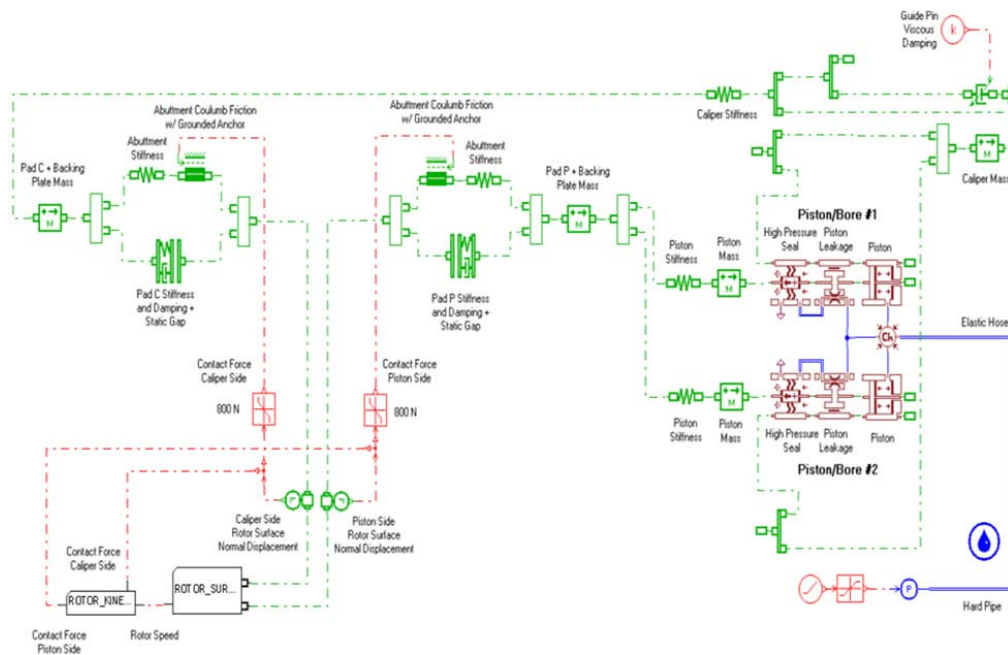 Guide Pin
Viscous
Damping
k
Abuttment Coulumb Friction
w/ Grounded Anchor
Abuttment Coulumb Friction
w/ Grounded Anchor
Caliper Stiffness
Abuttment
Stiffness
Abuttment
Stiffness
Pad C + Backing
Plate Mass
Pad P + Backing
Plate Mass
M
M
M
Caliper Mass
Piston/Bore #1
High Pressure
Seal
Piston
Leakage
Piston
Piston
Stiffness
Piston
Mass
M
Pad C Stiffness
and Damping +
Static Gap
Pad P Stiffness
and Damping +
Static Gap
Elastic Hose
Ch
Contact Force
Caliper Side
Contact Force
Piston Side
800 N
800 N
M
Piston
Stiffness
Piston
Mass
High Pressure
Seal
Piston
Leakage
Piston
Piston/Bore #2
Caliper Side
Rotor Surface
Normal Displacement
Piston Side
Rotor Surface
Normal Displacement
Contact Force
Caliper Side
ROTOR_KINE...
ROTOR_SUR...
Contact Force
Piston Side
Rotor Speed
P
Hard Pipe